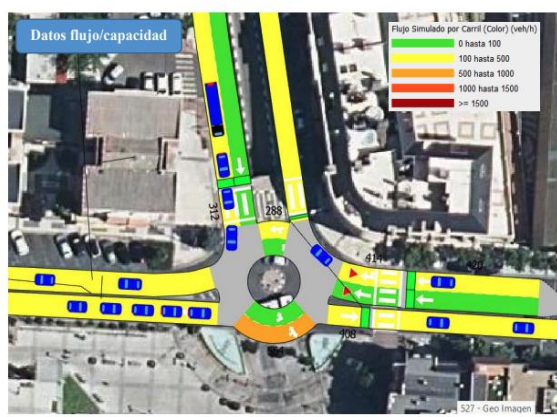 Datos flujo/capacidad
Flujo Simulado por Carril (Color) (veh/h)
0 hasta 100
100 hasta 500
500 hasta 1000
1000 hasta 1500
>= 1500
312
288
414
408
527 - Geo Imagen